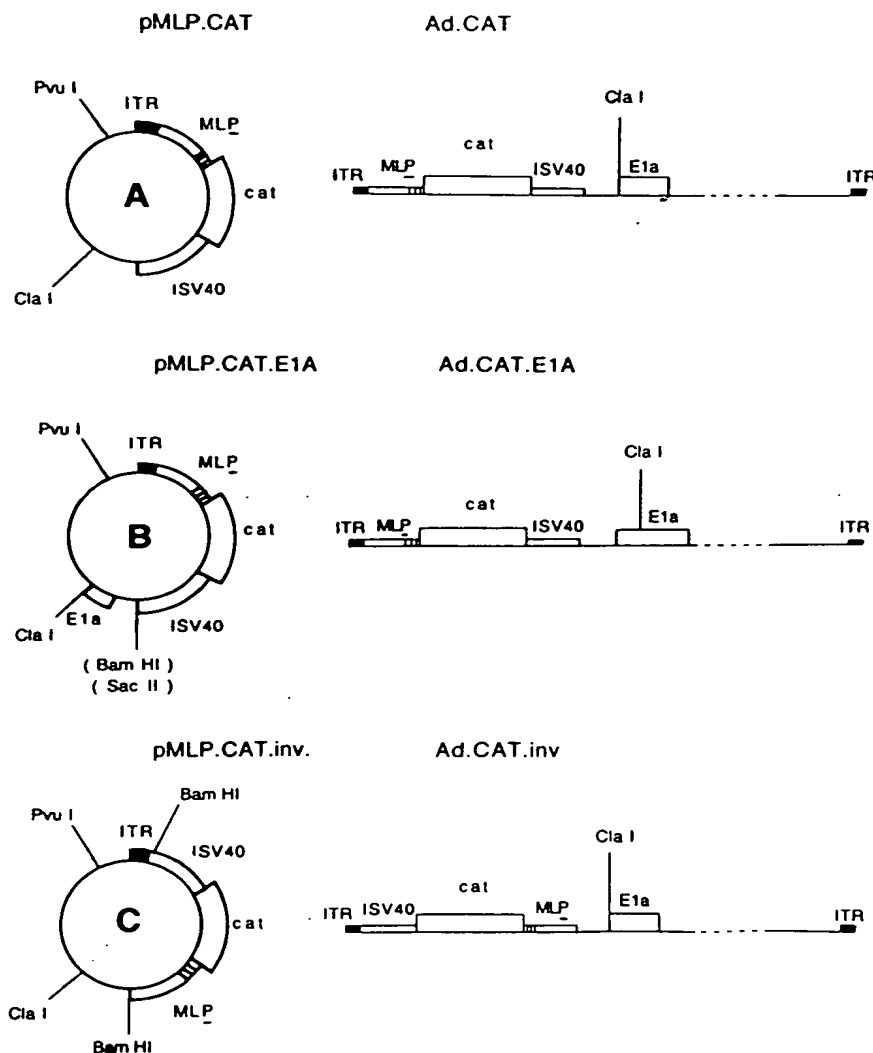 pMLP.CAT Ad.CAT
Pvu I
ITR
MLP
cat
A
ISV40
Cla I
Cla I
cat
ITR MLP ISV40 E1a ITR
pMLP.CAT.E1A Ad.CAT.E1A
Pvu I
ITR
MLP
cat
B
ISV40
E1a
Cla I
( Bam HI )
( Sac II )
Cla I
cat
ITR MLP ISV40 E1a ITR
pMLP.CAT.inv. Ad.CAT.inv
Bam HI
Pvu I
ITR
ISV40
cat
C
MLP
Cla I
Bam HI
Cla I
cat
ITR ISV40 MLP E1a ITR